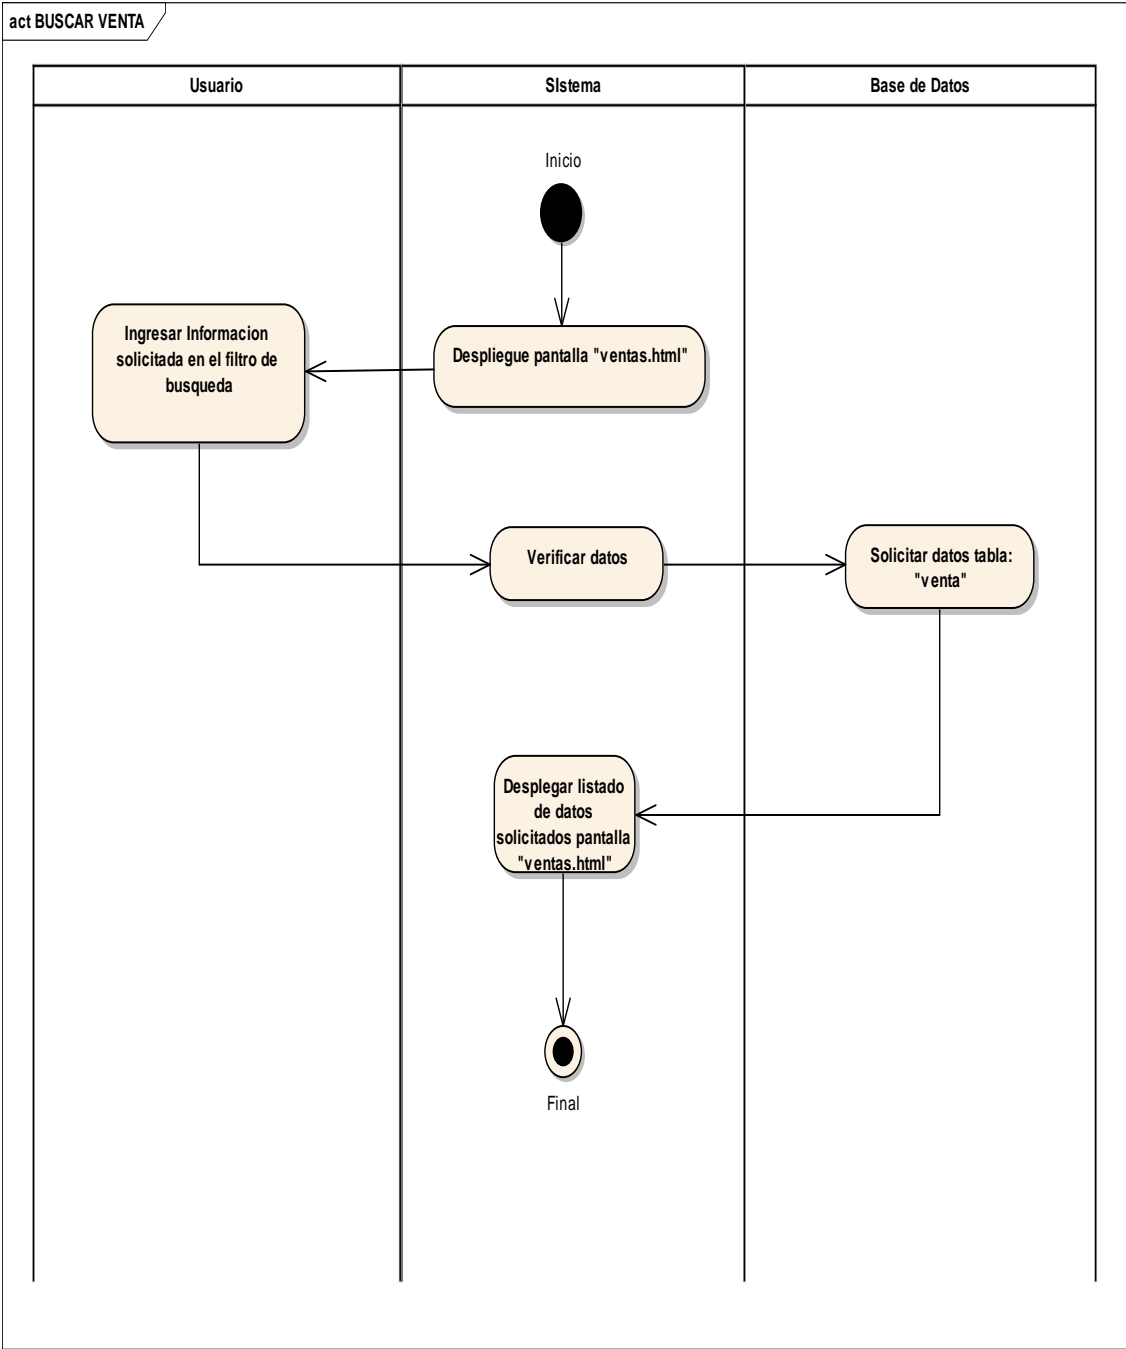 act BUSCAR VENTA
Usuario
SIstema
Base de Datos
Inicio
Ingresar Informacion
solicitada en el filtro de
busqueda
Despliegue pantalla "ventas.html"
Verificar datos
Solicitar datos tabla:
"venta"
Desplegar listado
de datos
solicitados pantalla
"ventas.html"
Final